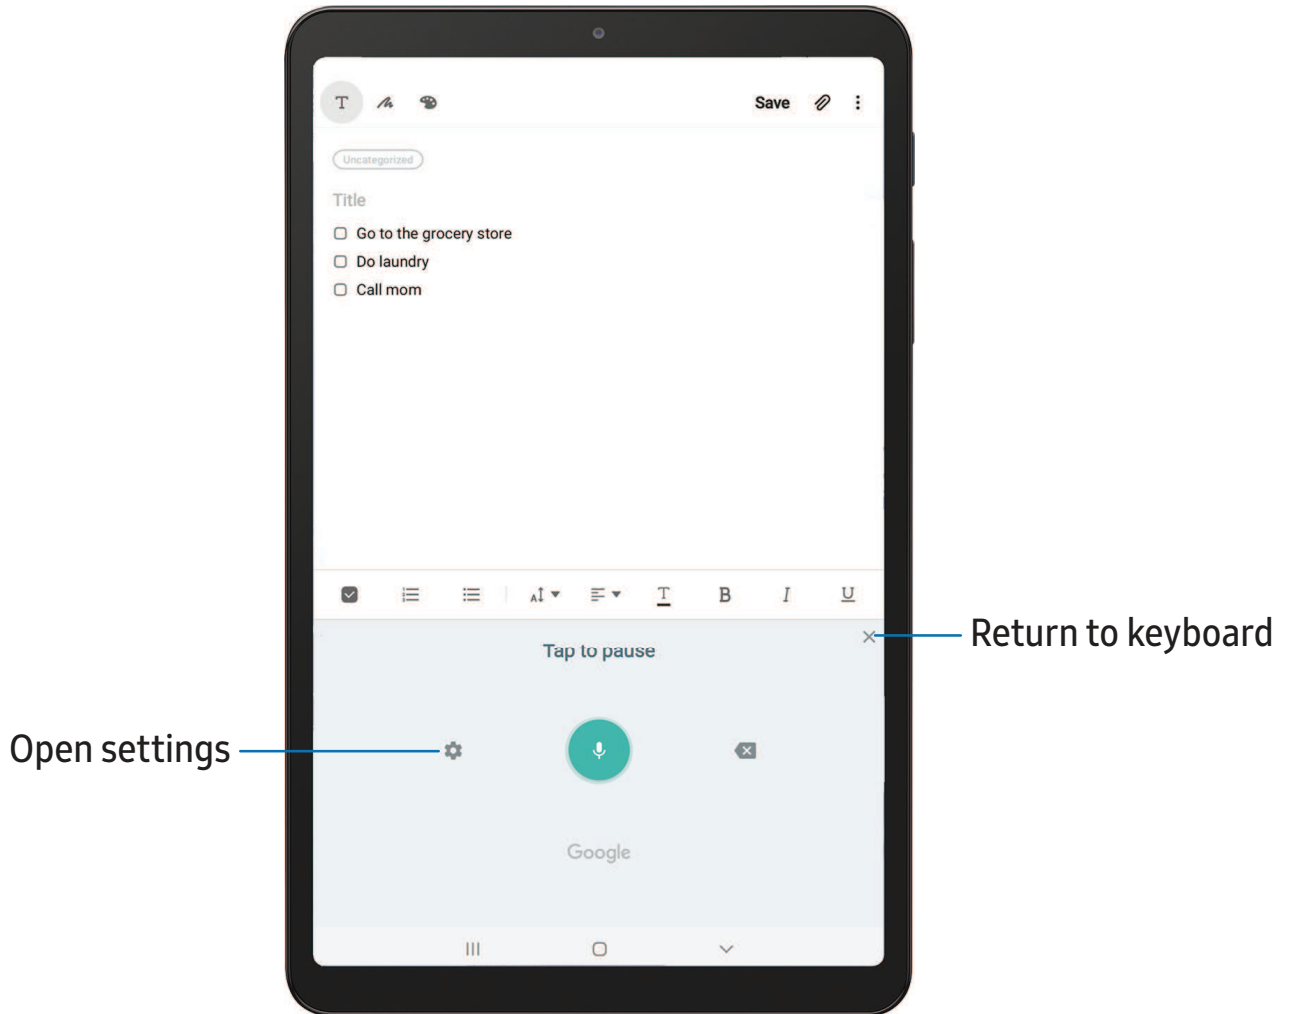 T
Save
Uncategorized
Title
Go to the grocery store
Do laundry
Call mom
A T B I U
Return to keyboard
Tap to pause
Open settings
Google